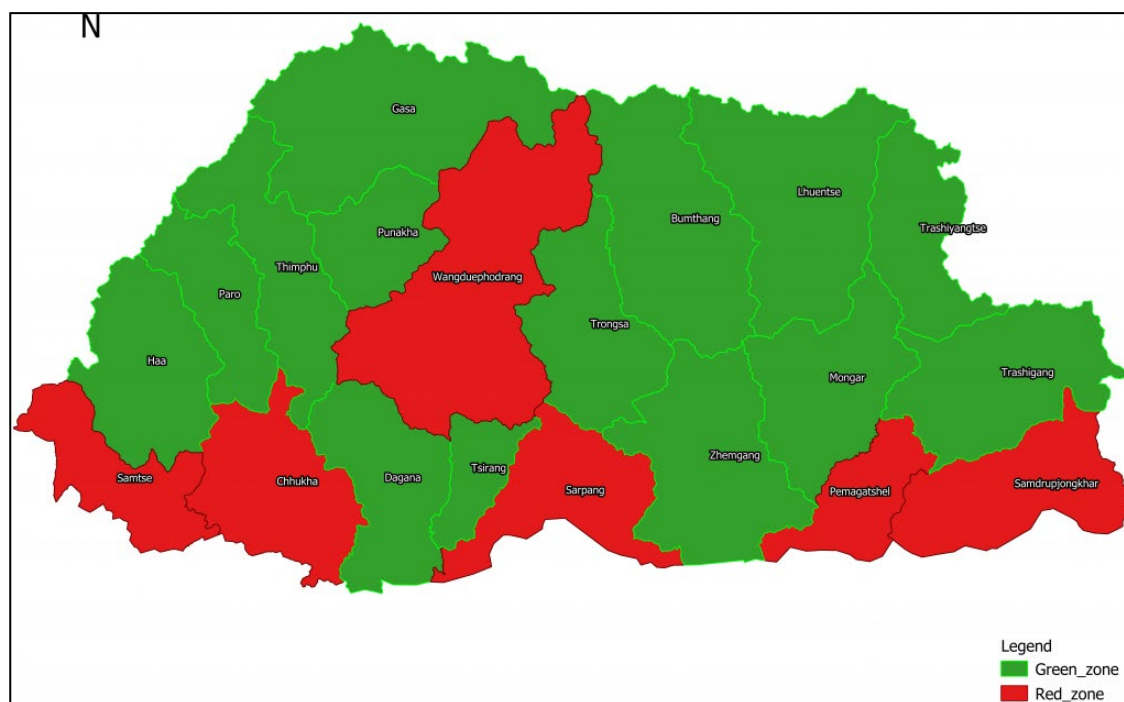 N
Gasa
Lhuentse
Bumthang
Trashiyangtse
Punakha
Thimphu
Wangduephodrang
Paro
Trongsa
Haa
Trashigang
Mongar
Zhemgang
Tsirang
Samtse
Chhukha
Dagana
Sarpang
Pemagatshel
Samdrupjongkhar
Legend
Green_zone
Red_zone